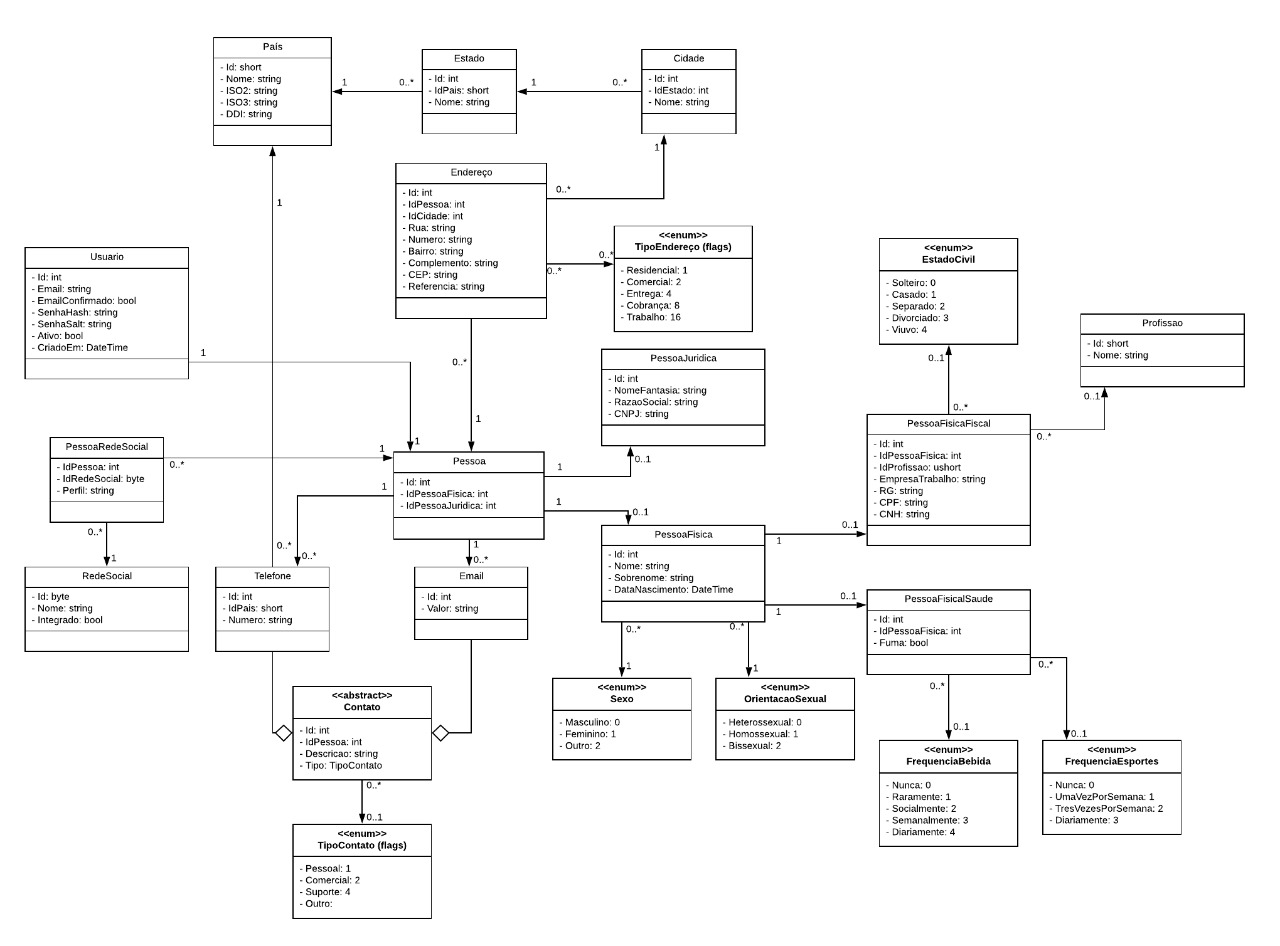 País
- Id: short
- Nome: string
- ISO2: string
- ISO3: string
- DDI: string
1
0..*
Estado
- Id: int
- IdPais: short
- Nome: string
1
0..*
Cidade
- Id: int
- IdEstado: int
- Nome: string
1
1
Endereço
- Id: int
- IdPessoa: int
- IdCidade: int
- Rua: string
- Numero: string
- Bairro: string
- Complemento: string
- CEP: string
- Referencia: string
0..*
0..*
0..*
<<enum>>
TipoEndereço (flags)
- Residencial: 1
- Comercial: 2
- Entrega: 4
- Cobrança: 8
- Trabalho: 16
Usuario
- Id: int
- Email: string
- EmailConfirmado: bool
- SenhaHash: string
- SenhaSalt: string
- Ativo: bool
- CriadoEm: DateTime
1
1
0..*
1
<<enum>>
EstadoCivil
- Solteiro: 0
- Casado: 1
- Separado: 2
- Divorciado: 3
- Viuvo: 4
0..1
0..*
Profissao
- Id: short
- Nome: string
0..1
0..*
PessoaJuridica
- Id: int
- NomeFantasia: string
- RazaoSocial: string
- CNPJ: string
0..1
1
PessoaFisicaFiscal
- Id: int
- IdPessoaFisica: int
- IdProfissao: ushort
- EmpresaTrabalho: string
- RG: string
- CPF: string
- CNH: string
PessoaRedeSocial
- IdPessoa: int
- IdRedeSocial: byte
- Perfil: string
0..*
1
0..*
1
Pessoa
- Id: int
- IdPessoaFisica: int
- IdPessoaJuridica: int
1
1
0..1
1
0..*
0..*
0..*
PessoaFisica
- Id: int
- Nome: string
- Sobrenome: string
- DataNascimento: DateTime
0..1
1
0..1
1
RedeSocial
- Id: byte
- Nome: string
- Integrado: bool
Telefone
- Id: int
- IdPais: short
- Numero: string
Email
- Id: int
- Valor: string
PessoaFisicalSaude
- Id: int
- IdPessoaFisica: int
- Fuma: bool
0..*
0..*
1
1
0..*
0..*
0..1
0..1
<<abstract>>
Contato
- Id: int
- IdPessoa: int
- Descricao: string
- Tipo: TipoContato
0..*
0..1
<<enum>>
Sexo
- Masculino: 0
- Feminino: 1
- Outro: 2
<<enum>>
OrientacaoSexual
- Heterossexual: 0
- Homossexual: 1
- Bissexual: 2
<<enum>>
FrequenciaBebida
- Nunca: 0
- Raramente: 1
- Socialmente: 2
- Semanalmente: 3
- Diariamente: 4
<<enum>>
FrequenciaEsportes
- Nunca: 0
- UmaVezPorSemana: 1
- TresVezesPorSemana: 2
- Diariamente: 3
<<enum>>
TipoContato (flags)
- Pessoal: 1
- Comercial: 2
- Suporte: 4
- Outro: